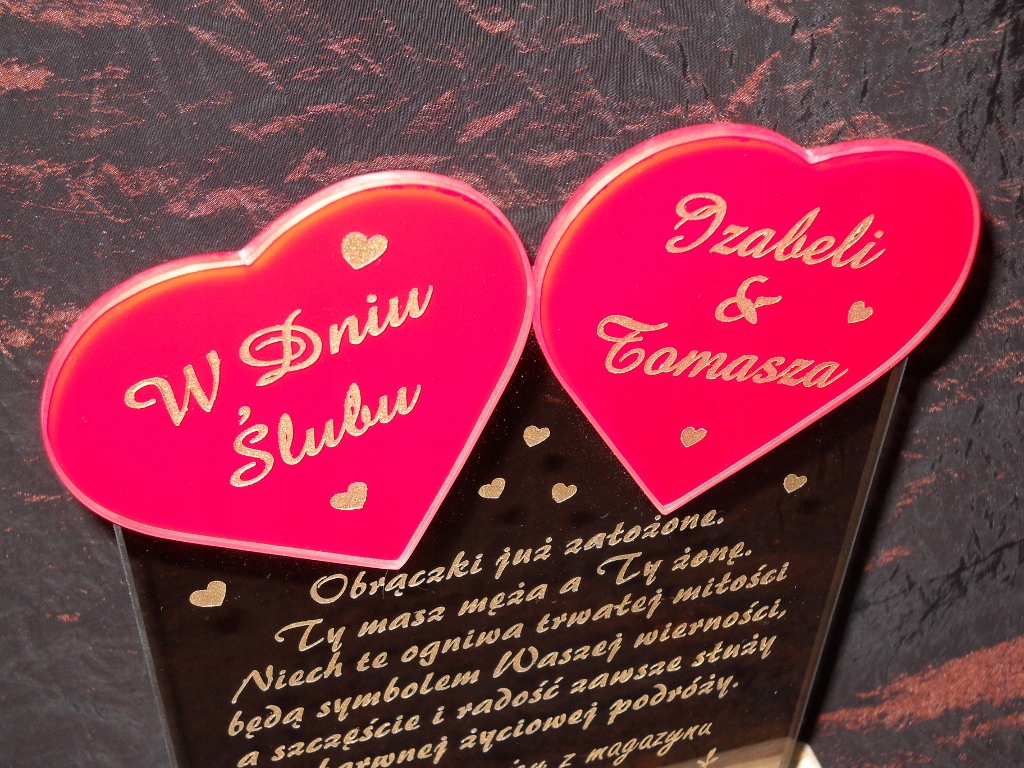 W Dniu
Ślubu
Izabeli
&
Tomasza
Obrączki już założone.
Ty masz męża a Ty żonę.
Niech te ogniwa trwałej miłości
będą symbolem Waszej wierności,
a szczęście i radość zawsze służy
życiowej podróży.
z magazynu